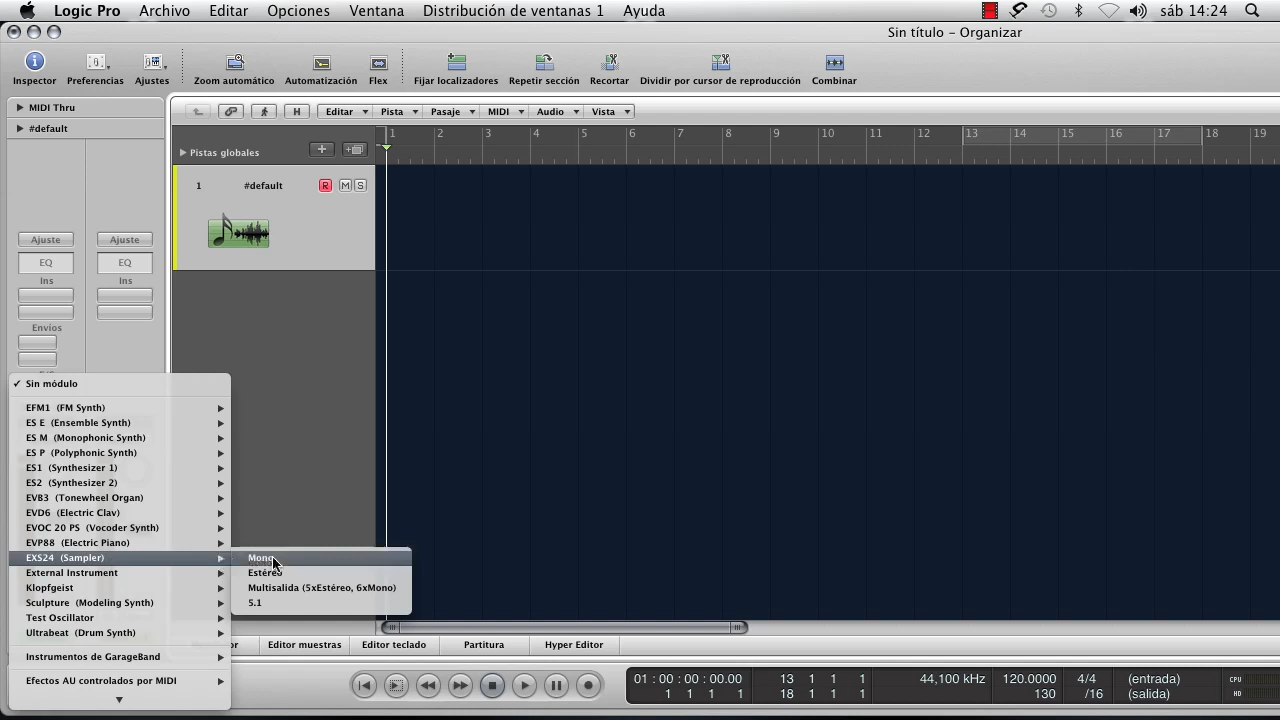 Logic Pro Archivo Editar Opciones Ventana Distribución de ventanas 1 Ayuda sáb 14:24
Sin título – Organizar
Inspector Preferencias Ajustes Zoom automático Automatización Flex Fijar localizadores Repetir sección Recortar Dividir por cursor de reproducción Combinar
MIDI Thru
#default
H Editar Pista Pasaje MIDI Audio Vista
1 2 3 4 5 6 7 8 9 10 11 12 13 14 15 16 17 18 19
Pistas globales
1 #default R M S
Ajuste Ajuste
EQ EQ
Ins Ins
Envíos
Sin módulo
EFM1 (FM Synth)
ES E (Ensemble Synth)
ES M (Monophonic Synth)
ES P (Polyphonic Synth)
ES1 (Synthesizer 1)
ES2 (Synthesizer 2)
EVB3 (Tonewheel Organ)
EVD6 (Electric Clav)
EVOC 20 PS (Vocoder Synth)
EVP88 (Electric Piano)
EXS24 (Sampler)
External Instrument
Klopfgeist
Sculpture (Modeling Synth)
Test Oscillator
Ultrabeat (Drum Synth)
Instrumentos de GarageBand
Efectos AU controlados por MIDI
Mono
Estéreo
Multisalida (5xEstéreo, 6xMono)
5.1
Editor muestras Editor teclado Partitura Hyper Editor
01 : 00 : 00 : 00.00 13 1 1 1 44,100 kHz 120.0000 4/4 (entrada) CPU
1 1 1 1 18 1 1 1 130 /16 (salida) HD